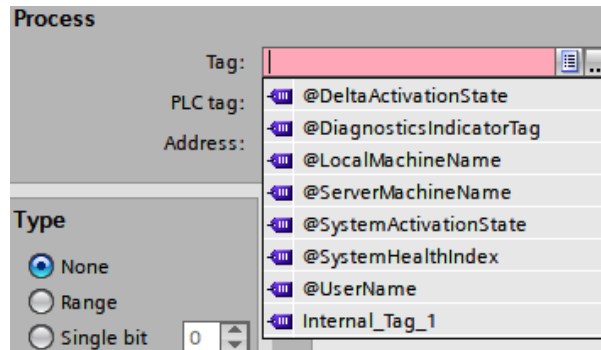 Process
Tag:
PLC tag:
Address:
@DeltaActivationState
@DiagnosticsIndicatorTag
@LocalMachineName
@ServerMachineName
@SystemActivationState
@SystemHealthIndex
@UserName
Internal_Tag_1
Type
None
Range
Single bit 0